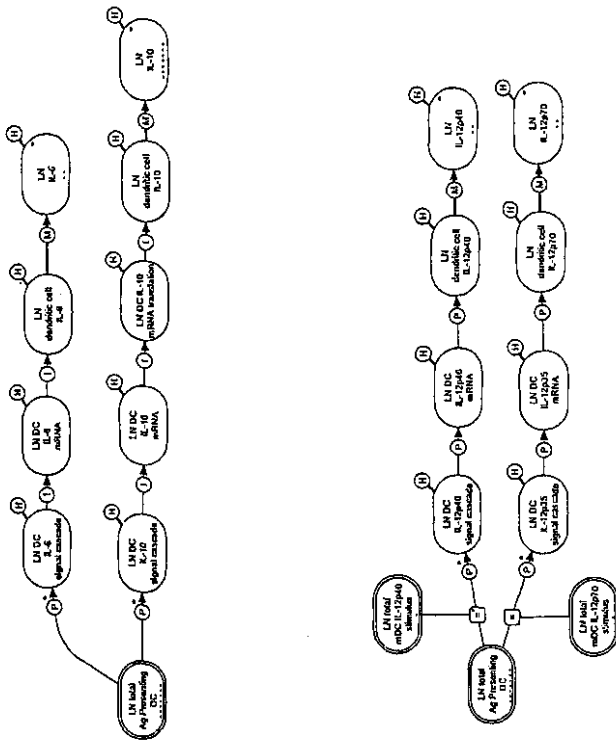 H
LN
IL-6
M
H
LN
dendritic cell
IL-6
I
H
LN DC
IL-6
mRNA
I
H
LN DC
IL-6
signal cascade
P
H
LN
IL-10
M
H
LN
dendritic cell
IL-10
I
H
LN DC IL-10
mRNA translation
I
H
LN DC
IL-10
mRNA
I
H
LN DC
IL-10
signal cascade
P
LN total
Ag Presenting
DC
H
LN
IL-12p40
M
H
LN
dendritic cell
IL-12p40
P
H
LN DC
IL-12p40
mRNA
P
H
LN DC
IL-12p40
signal cascade
P
LN total
mDC IL-12p40
stimulus
=
H
LN
IL-12p70
M
H
LN
dendritic cell
IL-12p70
P
H
LN DC
IL-12p35
mRNA
P
H
LN DC
IL-12p35
signal cascade
P
=
LN total
mDC IL-12p70
stimulus
LN total
Ag Presenting
DC